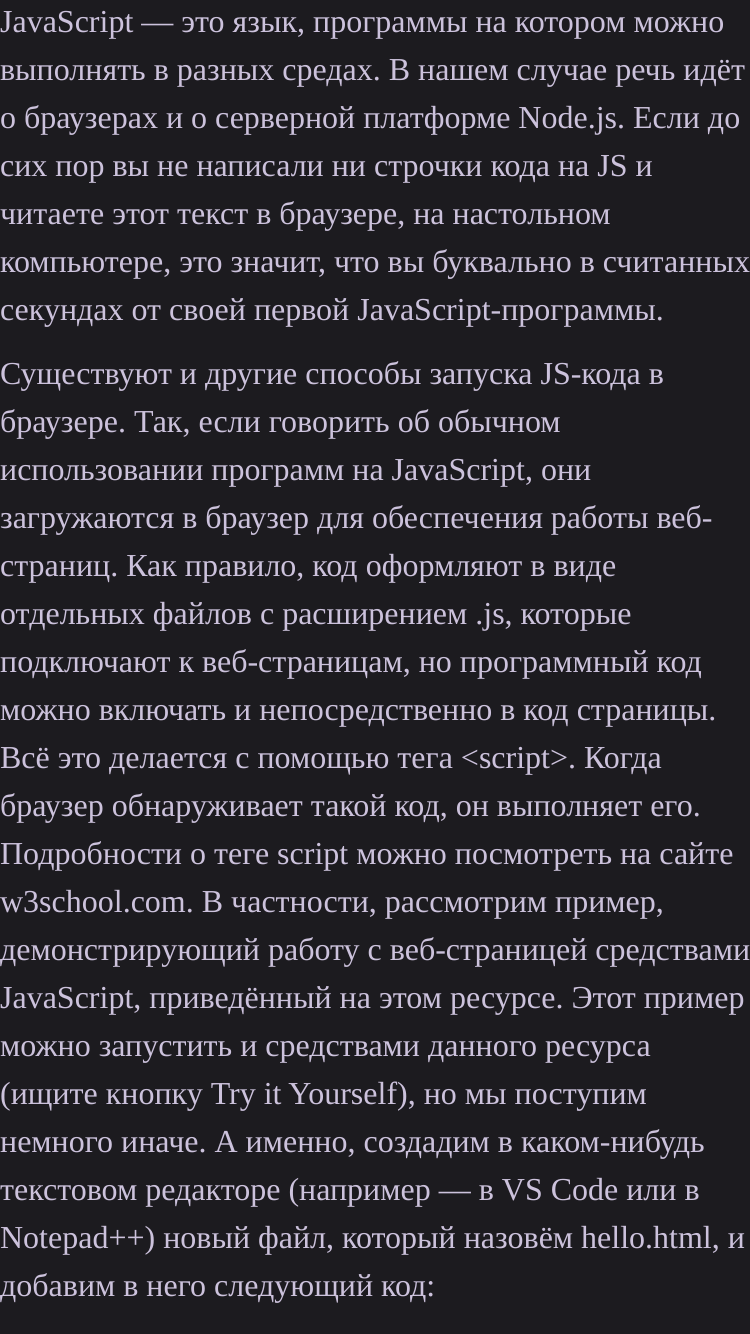 JavaScript — это язык, программы на котором можно
выполнять в разных средах. В нашем случае речь идёт
о браузерах и о серверной платформе Node.js. Если до
сих пор вы не написали ни строчки кода на JS и
читаете этот текст в браузере, на настольном
компьютере, это значит, что вы буквально в считанных
секундах от своей первой JavaScript-программы.
Существуют и другие способы запуска JS-кода в
браузере. Так, если говорить об обычном
использовании программ на JavaScript, они
загружаются в браузер для обеспечения работы веб-
страниц. Как правило, код оформляют в виде
отдельных файлов с расширением .js, которые
подключают к веб-страницам, но программный код
можно включать и непосредственно в код страницы.
Всё это делается с помощью тега <script>. Когда
браузер обнаруживает такой код, он выполняет его.
Подробности о теге script можно посмотреть на сайте
w3school.com. В частности, рассмотрим пример,
демонстрирующий работу с веб-страницей средствами
JavaScript, приведённый на этом ресурсе. Этот пример
можно запустить и средствами данного ресурса
(ищите кнопку Try it Yourself), но мы поступим
немного иначе. А именно, создадим в каком-нибудь
текстовом редакторе (например — в VS Code или в
Notepad++) новый файл, который назовём hello.html, и
добавим в него следующий код: